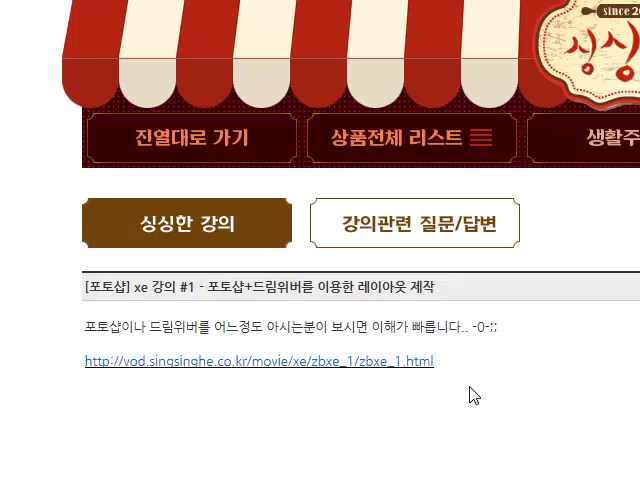 since 2
싱싱
진열대로 가기
상품전체 리스트
생활주
싱싱한 강의
강의관련 질문/답변
[포토샵] xe 강의 #1 - 포토샵+드림위버를 이용한 레이아웃 제작
포토샵이나 드림위버를 어느정도 아시는분이 보시면 이해가 빠릅니다.. -0-;;
http://vod.singsinghe.co.kr/movie/xe/zbxe_1/zbxe_1.html